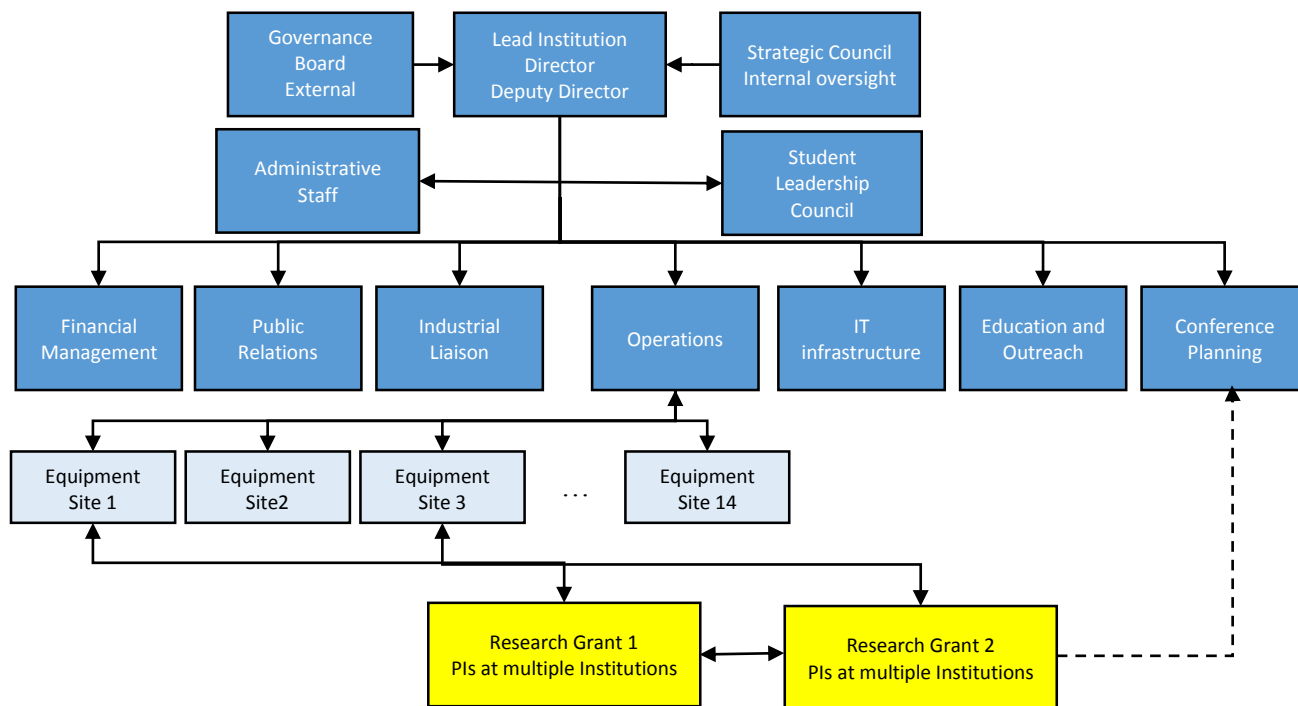 Governance
Board
External
Lead Institution
Director
Deputy Director
Strategic Council
Internal oversight
Administrative
Staff
Student
Leadership
Council
Financial
Management
Public
Relations
Industrial
Liaison
Operations
IT
infrastructure
Education and
Outreach
Conference
Planning
Equipment
Site 1
Equipment
Site2
Equipment
Site 3
...
Equipment
Site 14
Research Grant 1
PIs at multiple Institutions
Research Grant 2
PIs at multiple Institutions